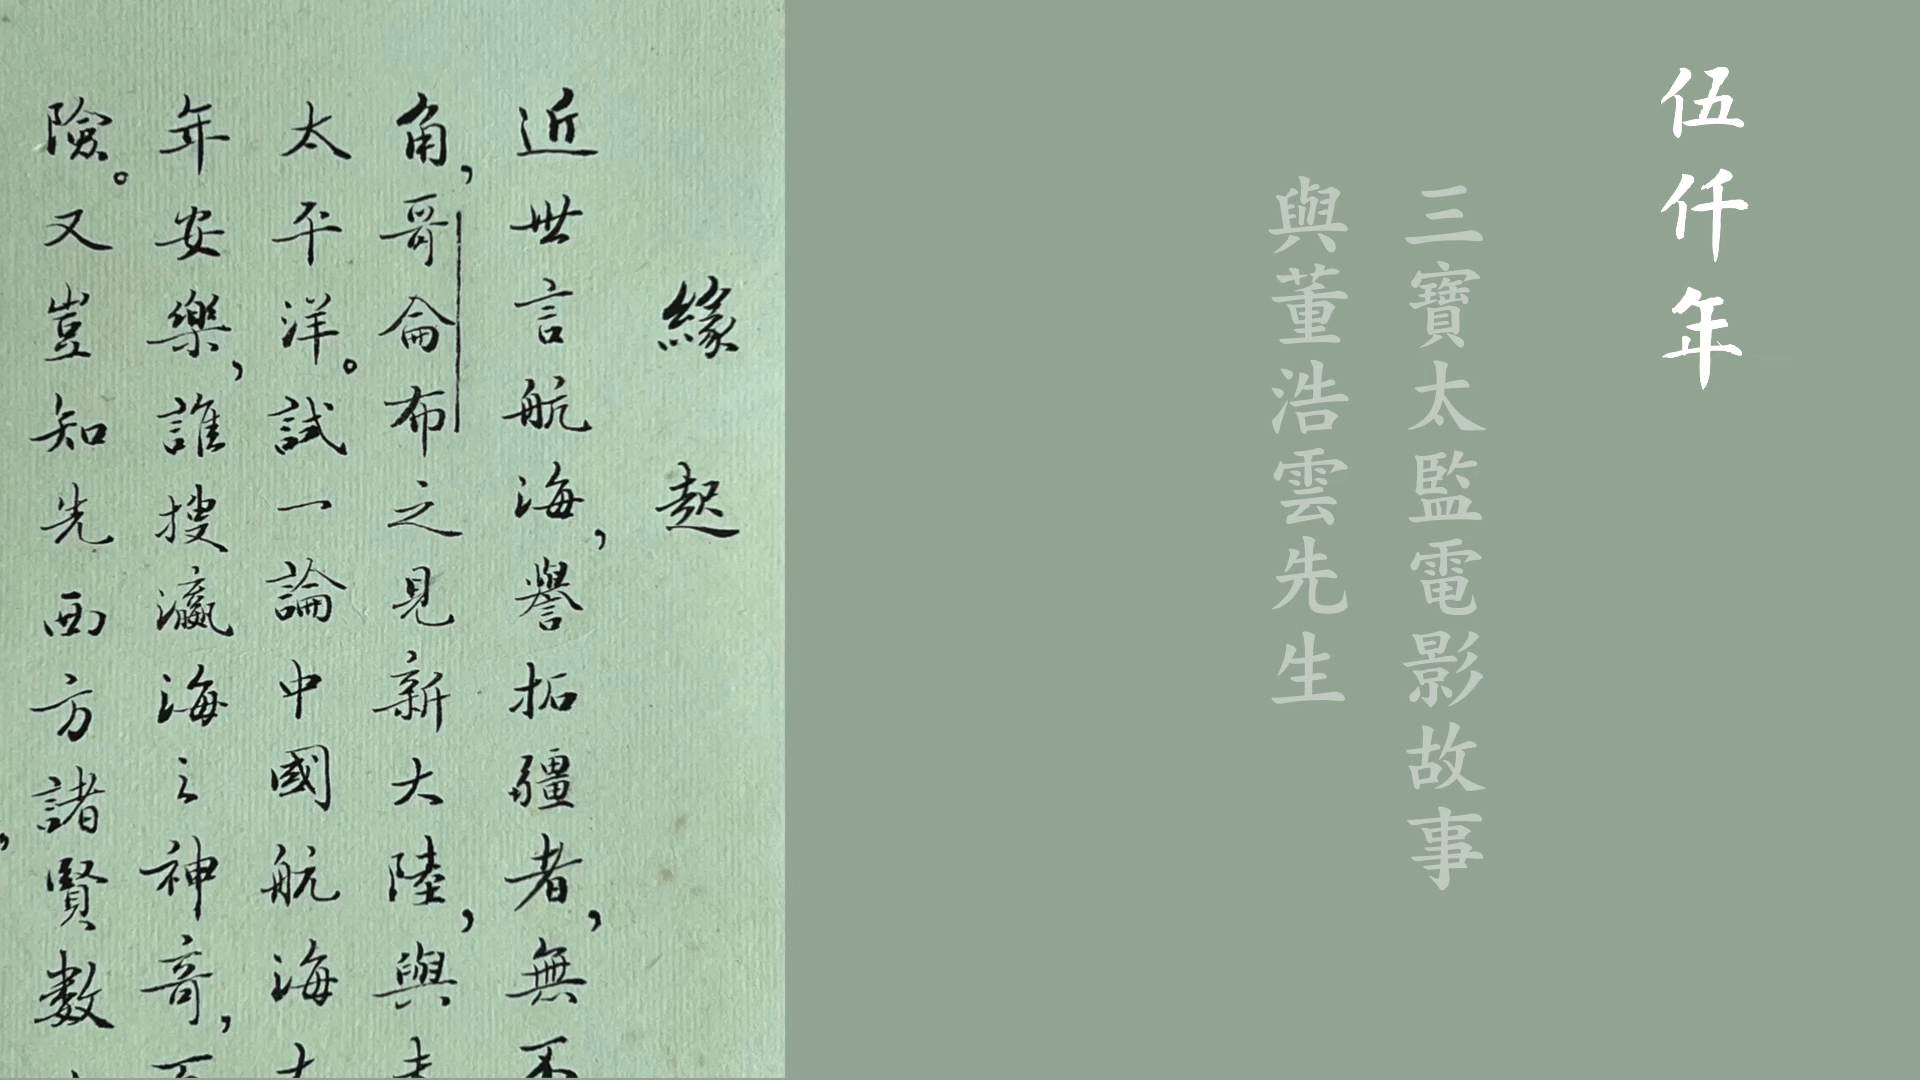 伍仟年
三寶太監電影故事
與董浩雲先生
緣起
近世言航海，譽拓疆者，無
角，哥侖布之見新大陸，與
太平洋。試一論中國航海
年安樂，誰搜瀛海之神奇，
險。又豈知先西方諸賢數